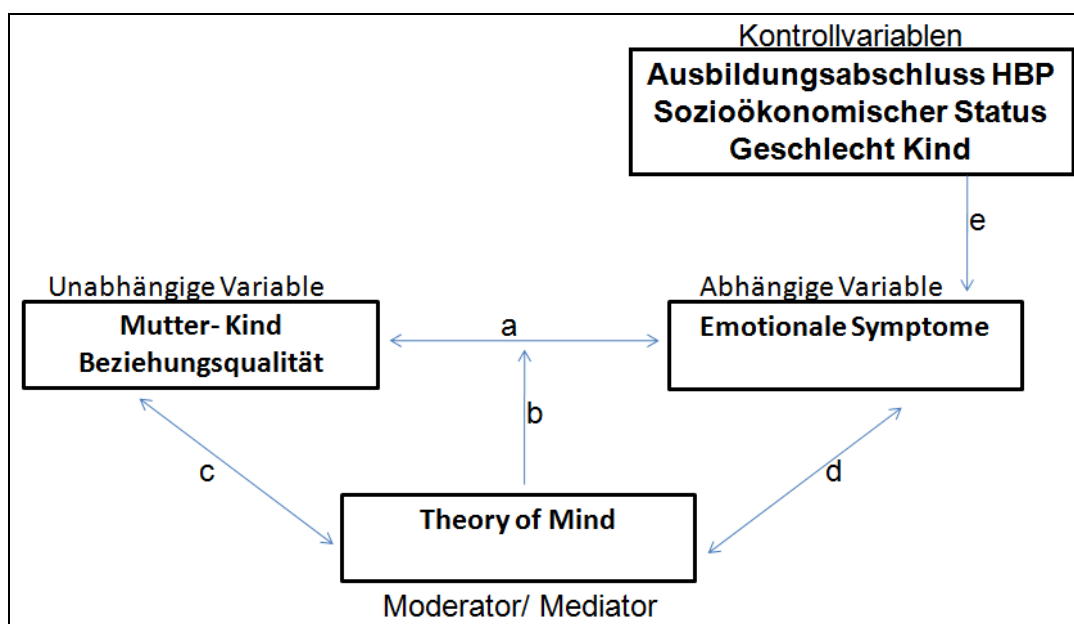 Kontrollvariablen
Ausbildungsabschluss HBP
Sozioökonomischer Status
Geschlecht Kind
e
Unabhängige Variable
Mutter- Kind
Beziehungsqualität
a
Abhängige Variable
Emotionale Symptome
b
c
d
Theory of Mind
Moderator/ Mediator